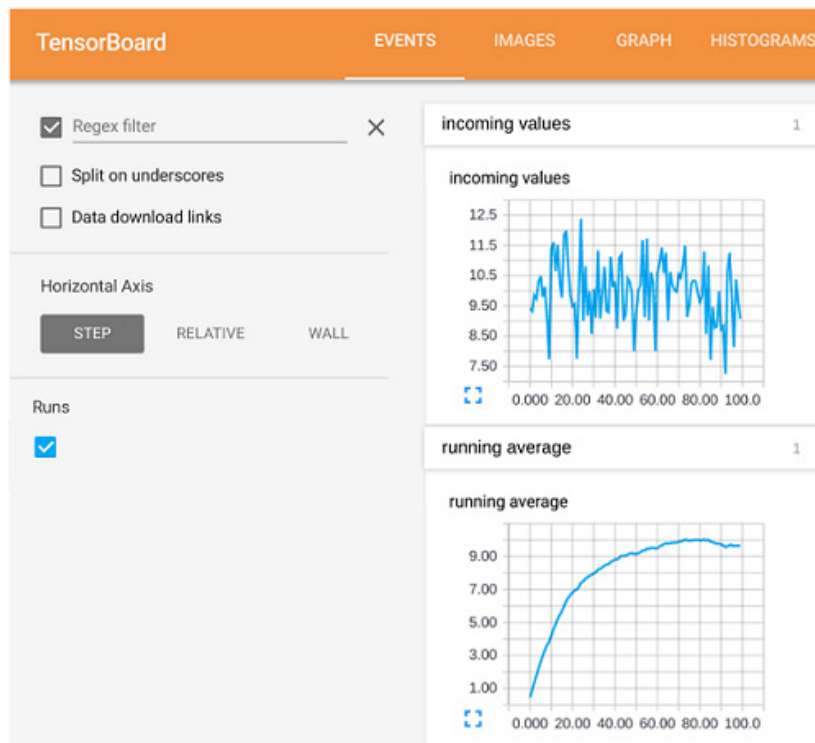 TensorBoard EVENTS IMAGES GRAPH HISTOGRAMS
Regex filter
Split on underscores
Data download links
Horizontal Axis
STEP RELATIVE WALL
Runs
incoming values 1
incoming values
12.5
11.5
10.5
9.50
8.50
7.50
0.000 20.00 40.00 60.00 80.00 100.0
running average 1
running average
9.00
7.00
5.00
3.00
1.00
0.000 20.00 40.00 60.00 80.00 100.0